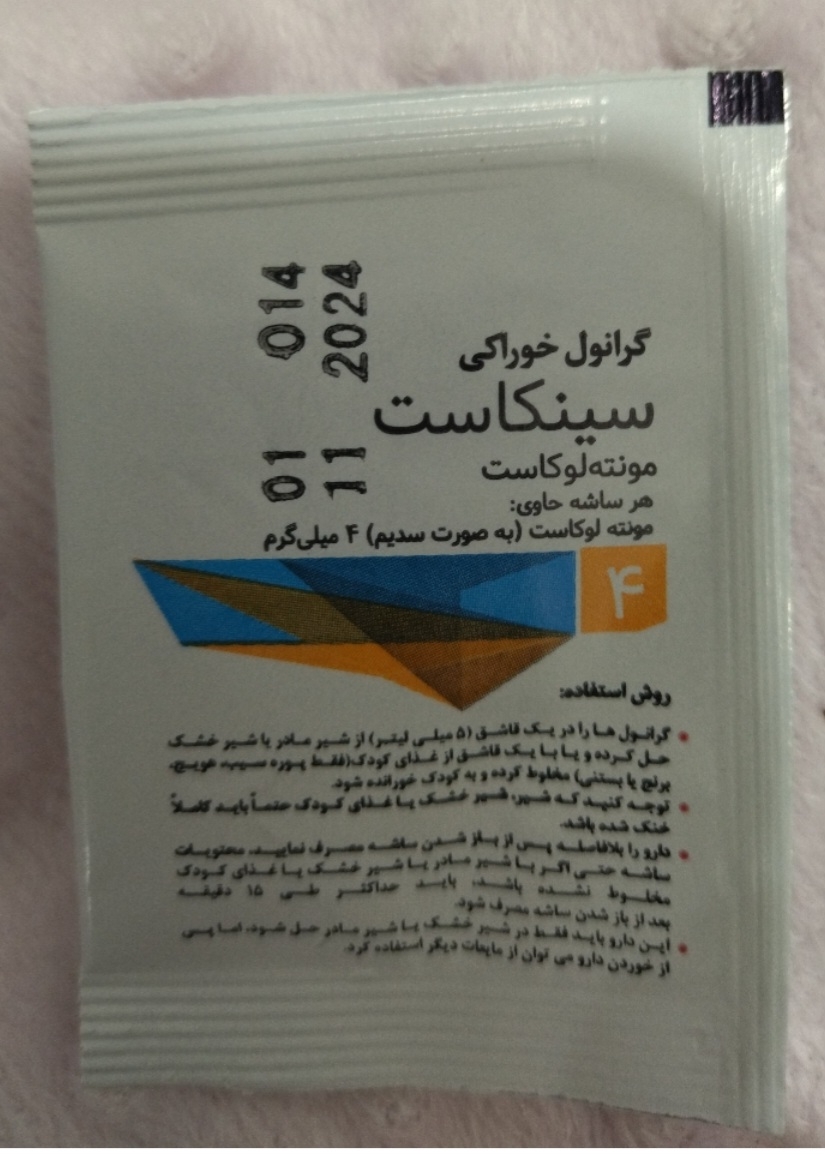 01 014
11 2024
گرانول خوراکی
سینکاست
مونته‌لوکاست
هر ساشه حاوی:
مونته لوکاست (به صورت سدیم) ۴ میلی‌گرم
۴
روش استفاده:
• گرانول ها را در یک قاشق (۵ میلی لیتر) از شیر مادر یا شیر خشک
حل کرده و یا با یک قاشق از غذای کودک(فقط پوره سیب، هویج،
برنج یا بستنی) مخلوط کرده و به کودک خورانده شود.
• توجه کنید که شیر، شیر خشک یا غذای کودک حتماً باید کاملاً
خنک شده باشد.
• دارو را بلافاصله پس از باز شدن ساشه مصرف نمایید. محتویات
ساشه حتی اگر با شیر مادر یا شیر خشک یا غذای کودک
مخلوط نشده باشد، باید حداکثر طی ۱۵ دقیقه
بعد از باز شدن ساشه مصرف شود.
• این دارو باید فقط در شیر خشک یا شیر مادر حل شود، اما پس
از خوردن دارو می توان از مایعات دیگر استفاده کرد.